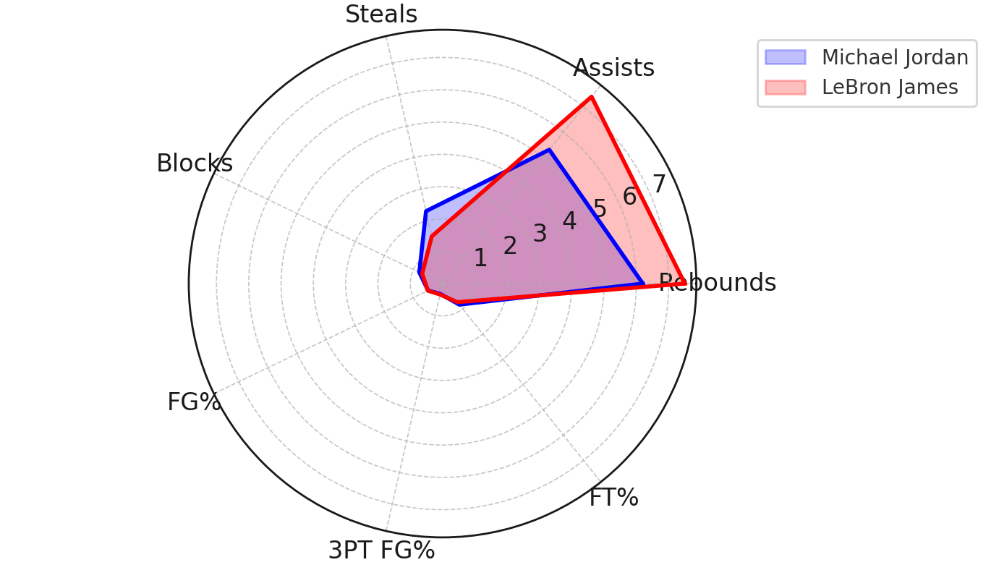 Steals
Michael Jordan
Assists
LeBron James
Blocks
7
6
5
4
3
2
1
Rebounds
FG%
FT%
3PT FG%